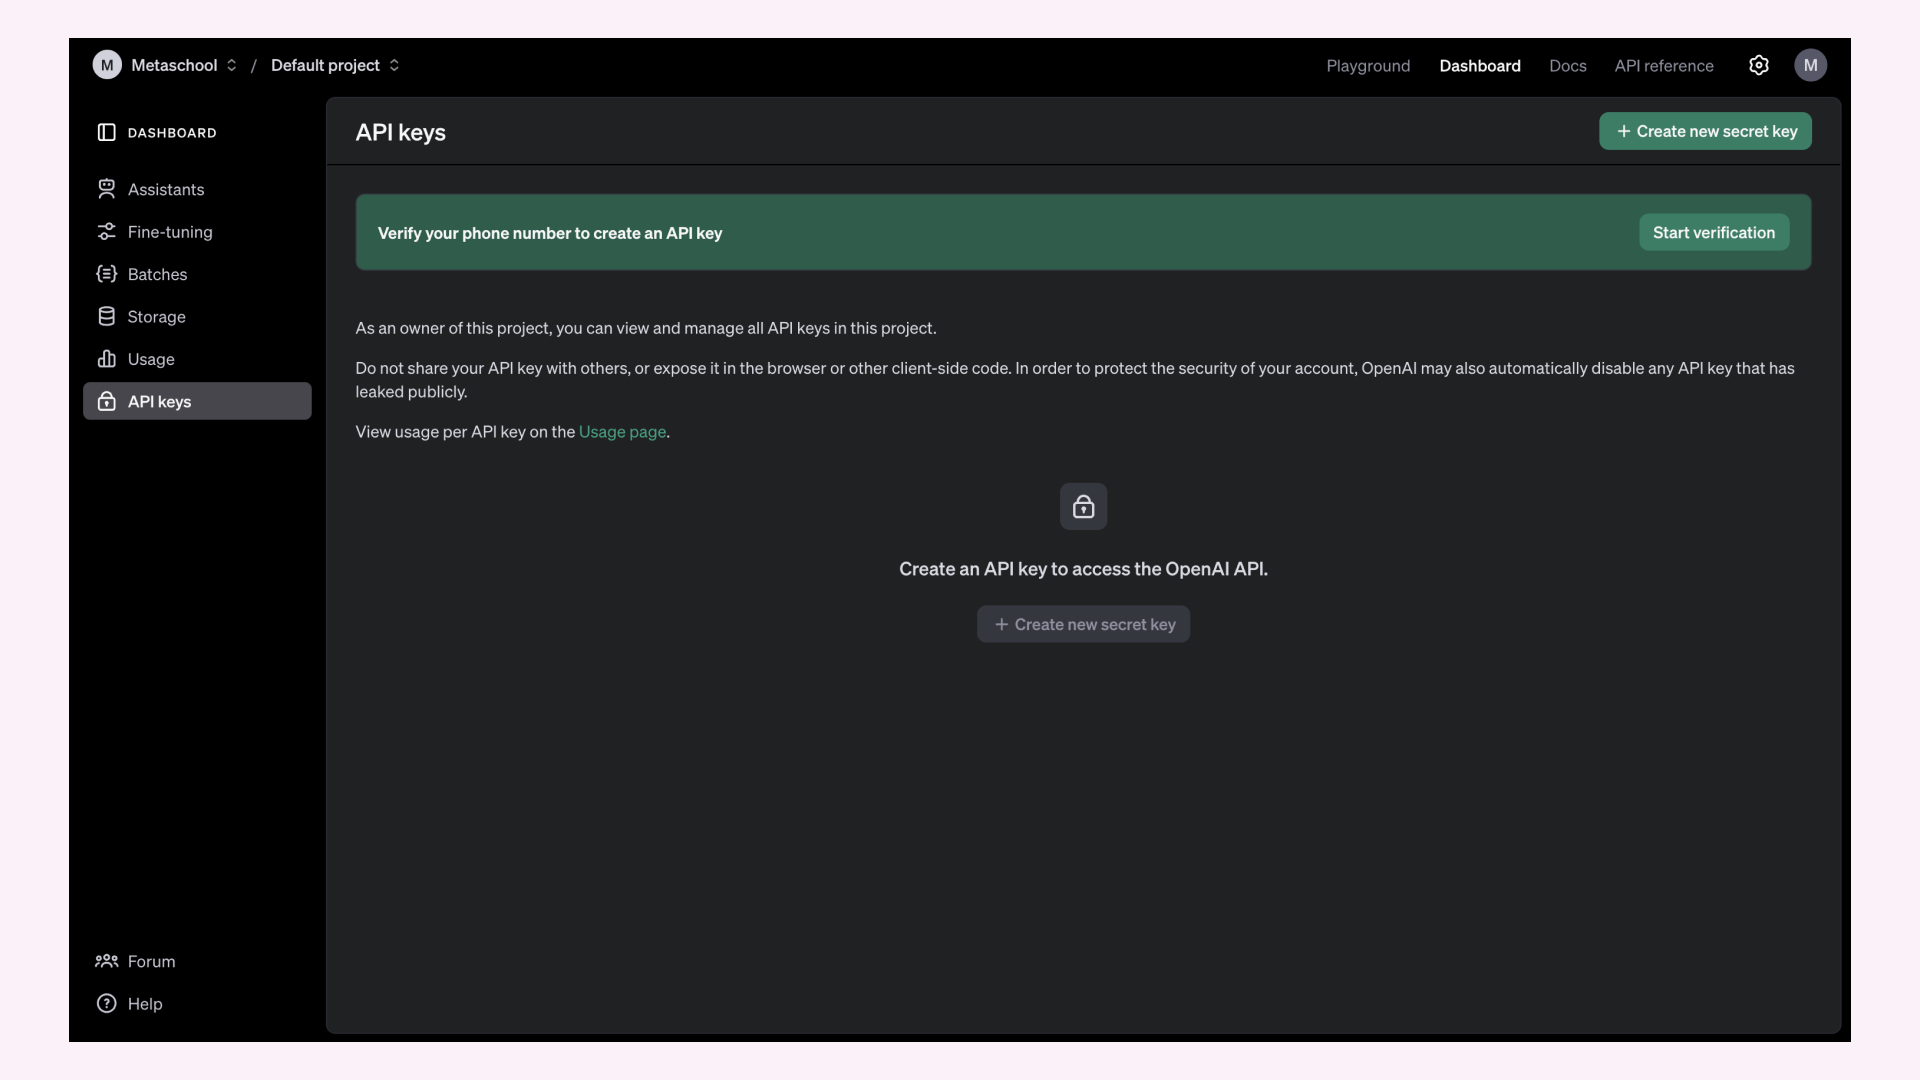 M Metaschool / Default project
Playground Dashboard Docs API reference M
DASHBOARD
Assistants
Fine-tuning
Batches
Storage
Usage
API keys
Forum
Help
API keys
+ Create new secret key
Verify your phone number to create an API key
Start verification
As an owner of this project, you can view and manage all API keys in this project.
Do not share your API key with others, or expose it in the browser or other client-side code. In order to protect the security of your account, OpenAI may also automatically disable any API key that has
leaked publicly.
View usage per API key on the Usage page.
Create an API key to access the OpenAI API.
+ Create new secret key